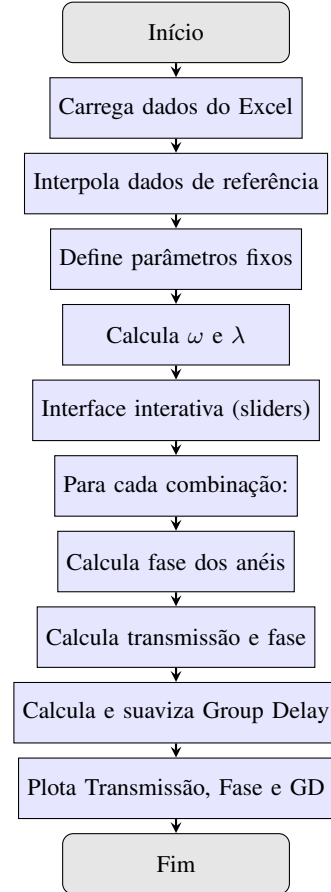 Início
Carrega dados do Excel
Interpola dados de referência
Define parâmetros fixos
Calcula ω e λ
Interface interativa (sliders)
Para cada combinação:
Calcula fase dos anéis
Calcula transmissão e fase
Calcula e suaviza Group Delay
Plota Transmissão, Fase e GD
Fim